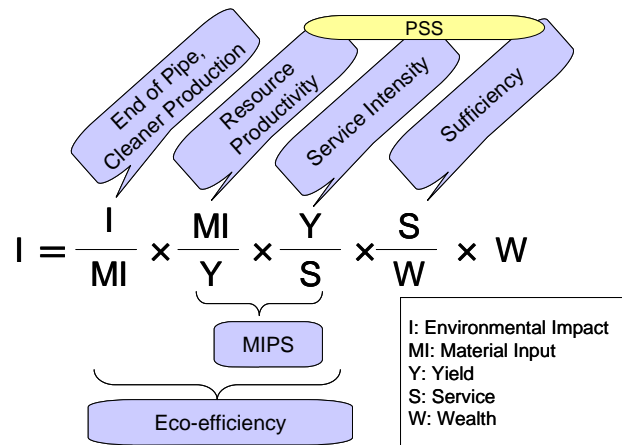 PSS
End of Pipe,
Cleaner Production
Resource
Productivity
Service Intensity
Sufficiency
I = I/MI × MI/Y × Y/S × S/W × W
MIPS
Eco-efficiency
I: Environmental Impact
MI: Material Input
Y: Yield
S: Service
W: Wealth